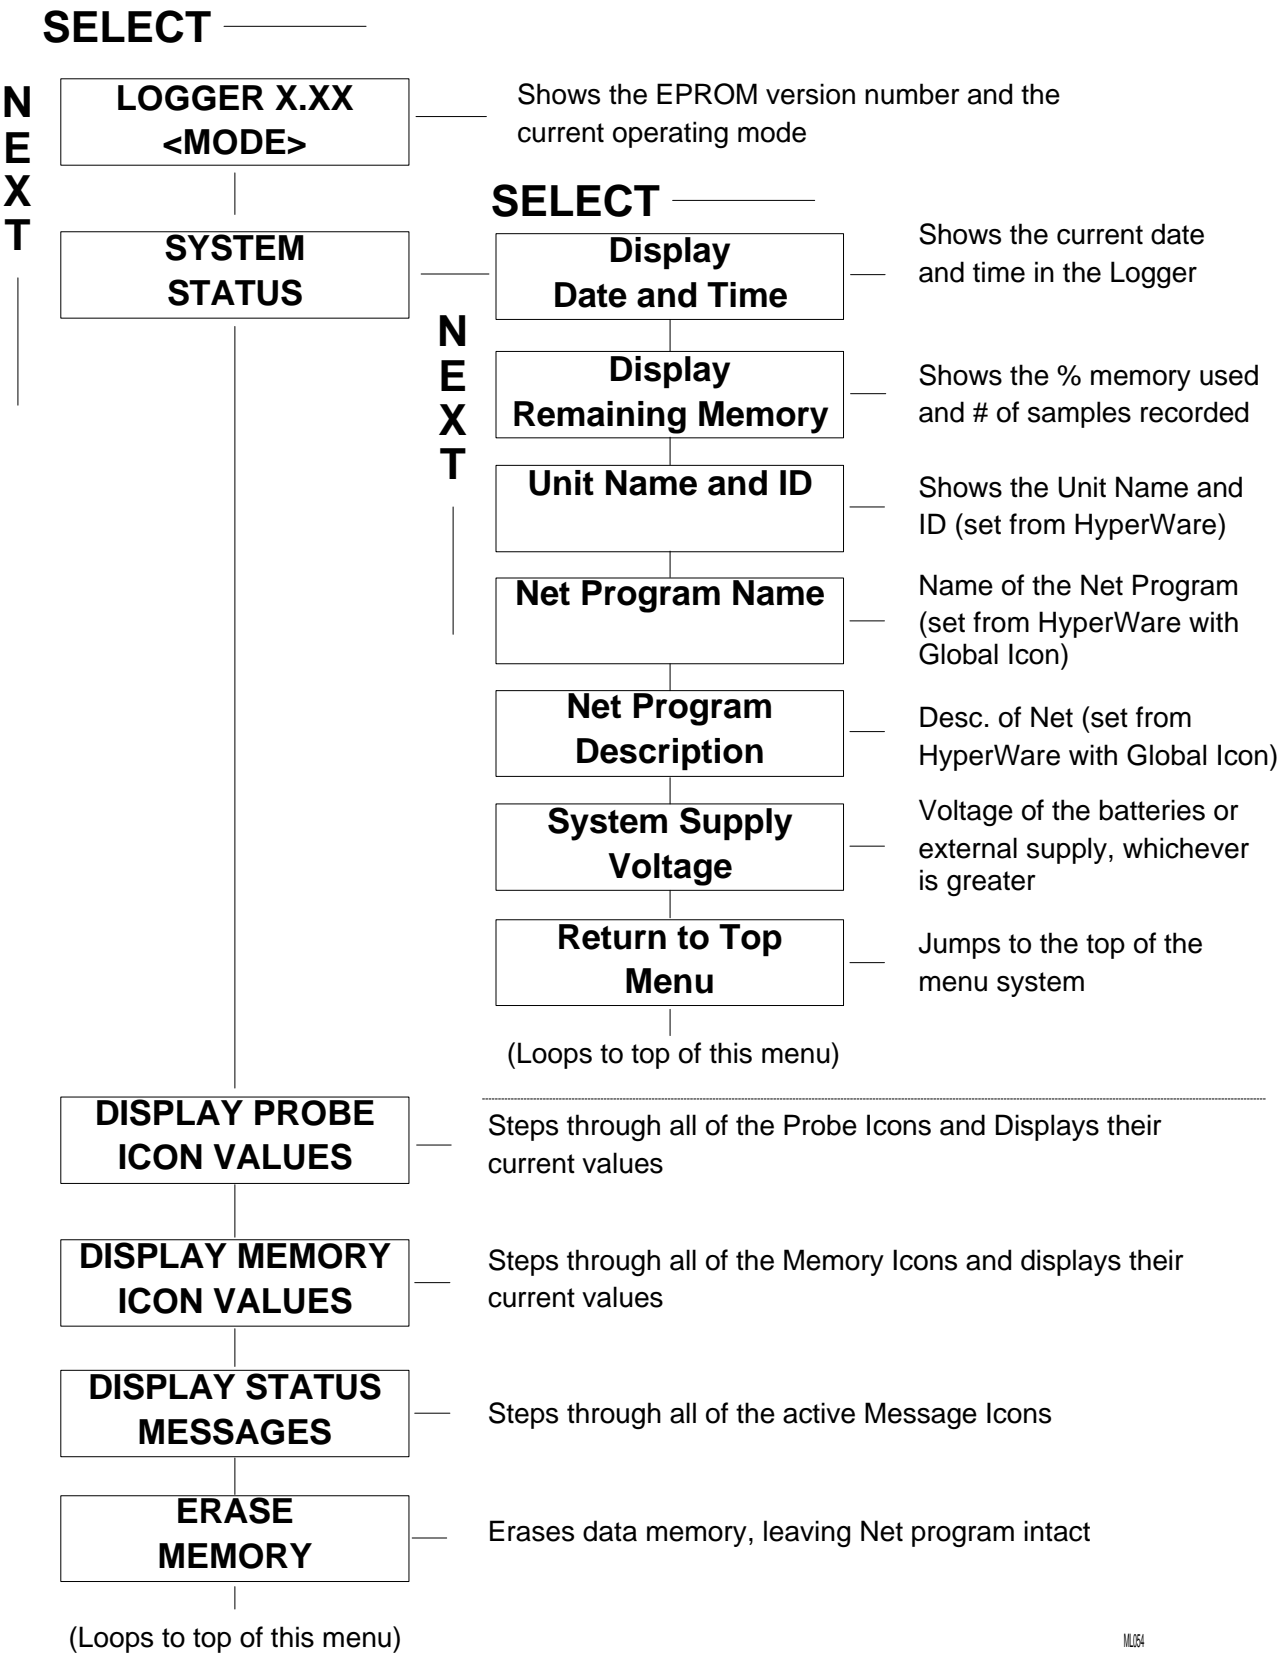 SELECT
NEXT
LOGGER X.XX
<MODE>
Shows the EPROM version number and the
current operating mode
SYSTEM
STATUS
SELECT
NEXT
Display
Date and Time
Shows the current date
and time in the Logger
Display
Remaining Memory
Shows the % memory used
and # of samples recorded
Unit Name and ID
Shows the Unit Name and
ID (set from HyperWare)
Net Program Name
Name of the Net Program
(set from HyperWare with
Global Icon)
Net Program
Description
Desc. of Net (set from
HyperWare with Global Icon)
System Supply
Voltage
Voltage of the batteries or
external supply, whichever
is greater
Return to Top
Menu
Jumps to the top of the
menu system
(Loops to top of this menu)
DISPLAY PROBE
ICON VALUES
Steps through all of the Probe Icons and Displays their
current values
DISPLAY MEMORY
ICON VALUES
Steps through all of the Memory Icons and displays their
current values
DISPLAY STATUS
MESSAGES
Steps through all of the active Message Icons
ERASE
MEMORY
Erases data memory, leaving Net program intact
(Loops to top of this menu)
ML054